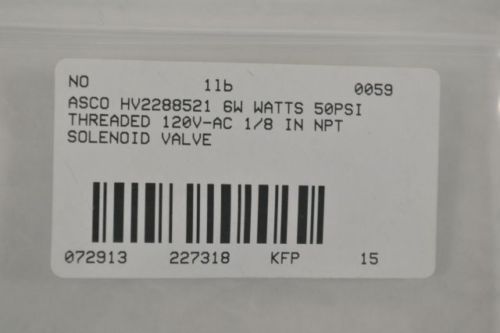 NO 11b 0059
ASCO HV2288521 6W WATTS 50PSI
THREADED 120V-AC 1/8 IN NPT
SOLENOID VALVE
072913 227318 KFP 15